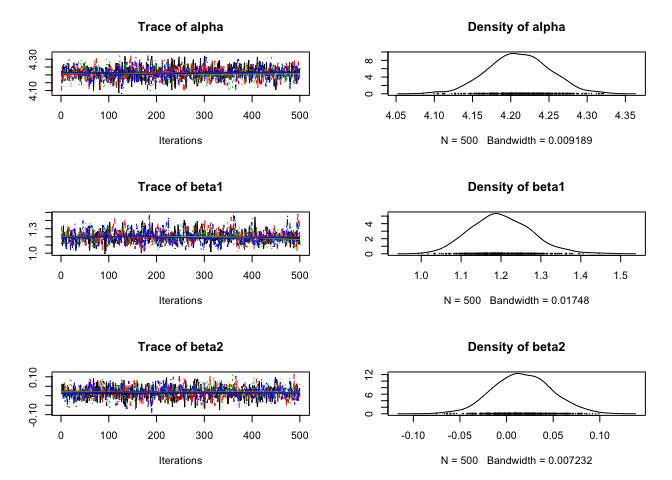 Trace of alpha
4.10 4.30
0 100 200 300 400 500
Iterations
Density of alpha
0 4 8
4.05 4.10 4.15 4.20 4.25 4.30 4.35
N = 500 Bandwidth = 0.009189
Trace of beta1
1.0 1.3
0 100 200 300 400 500
Iterations
Density of beta1
0 2 4
1.0 1.1 1.2 1.3 1.4 1.5
N = 500 Bandwidth = 0.01748
Trace of beta2
-0.10 0.10
0 100 200 300 400 500
Iterations
Density of beta2
0 4 8 12
-0.10 -0.05 0.00 0.05 0.10
N = 500 Bandwidth = 0.007232